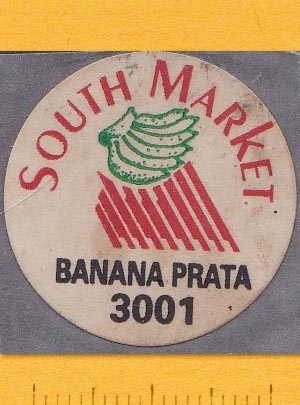 SOUTH MARKET
BANANA PRATA
3001